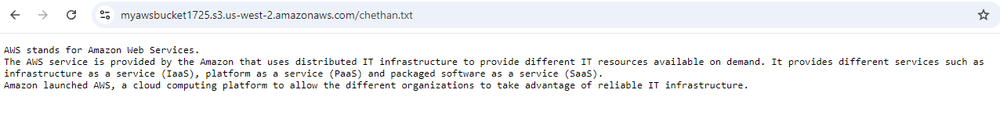 myawsbucket1725.s3.us-west-2.amazonaws.com/chethan.txt
AWS stands for Amazon Web Services.
The AWS service is provided by the Amazon that uses distributed IT infrastructure to provide different IT resources available on demand. It provides different services such as
infrastructure as a service (IaaS), platform as a service (PaaS) and packaged software as a service (SaaS).
Amazon launched AWS, a cloud computing platform to allow the different organizations to take advantage of reliable IT infrastructure.